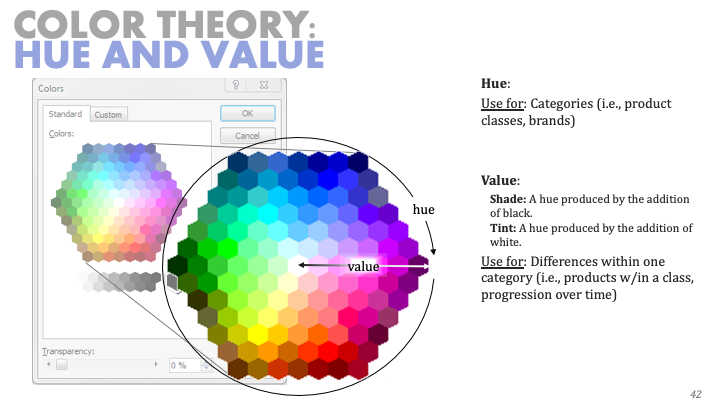 COLOR THEORY:
HUE AND VALUE
Colors
?
Standard
Custom
OK
Cancel
Colors:
hue
value
Transparency:
0 %
Hue:
Use for: Categories (i.e., product
classes, brands)
Value:
Shade: A hue produced by the addition
of black.
Tint: A hue produced by the addition of
white.
Use for: Differences within one
category (i.e., products w/in a class,
progression over time)
42